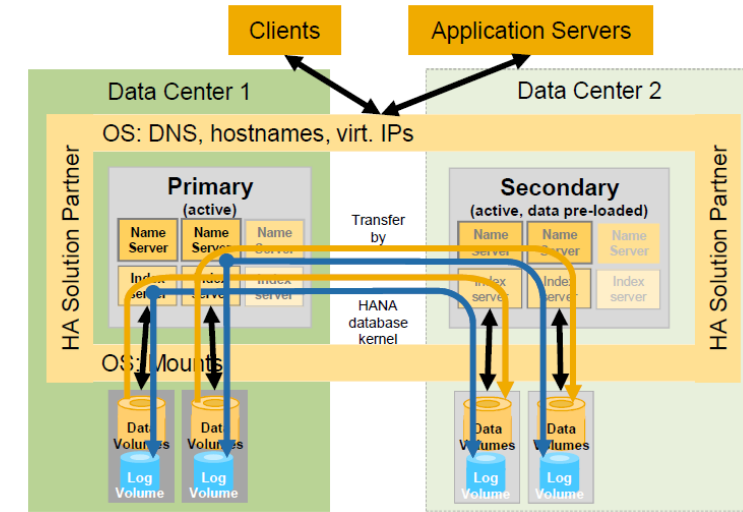 Clients
Application Servers
Data Center 1
Data Center 2
OS: DNS, hostnames, virt. IPs
HA Solution Partner
HA Solution Partner
Primary
(active)
Name
Server
Name
Server
Name
Server
Index
server
Index
server
Index
server
Transfer
by
HANA
database
kernel
Secondary
(active, data pre-loaded)
Name
Server
Name
Server
Name
Server
Index
server
Index
server
Index
server
OS: Mounts
Data
Volumes
Log
Volume
Data
Volumes
Log
Volume
Data
Volumes
Log
Volume
Data
Volumes
Log
Volume